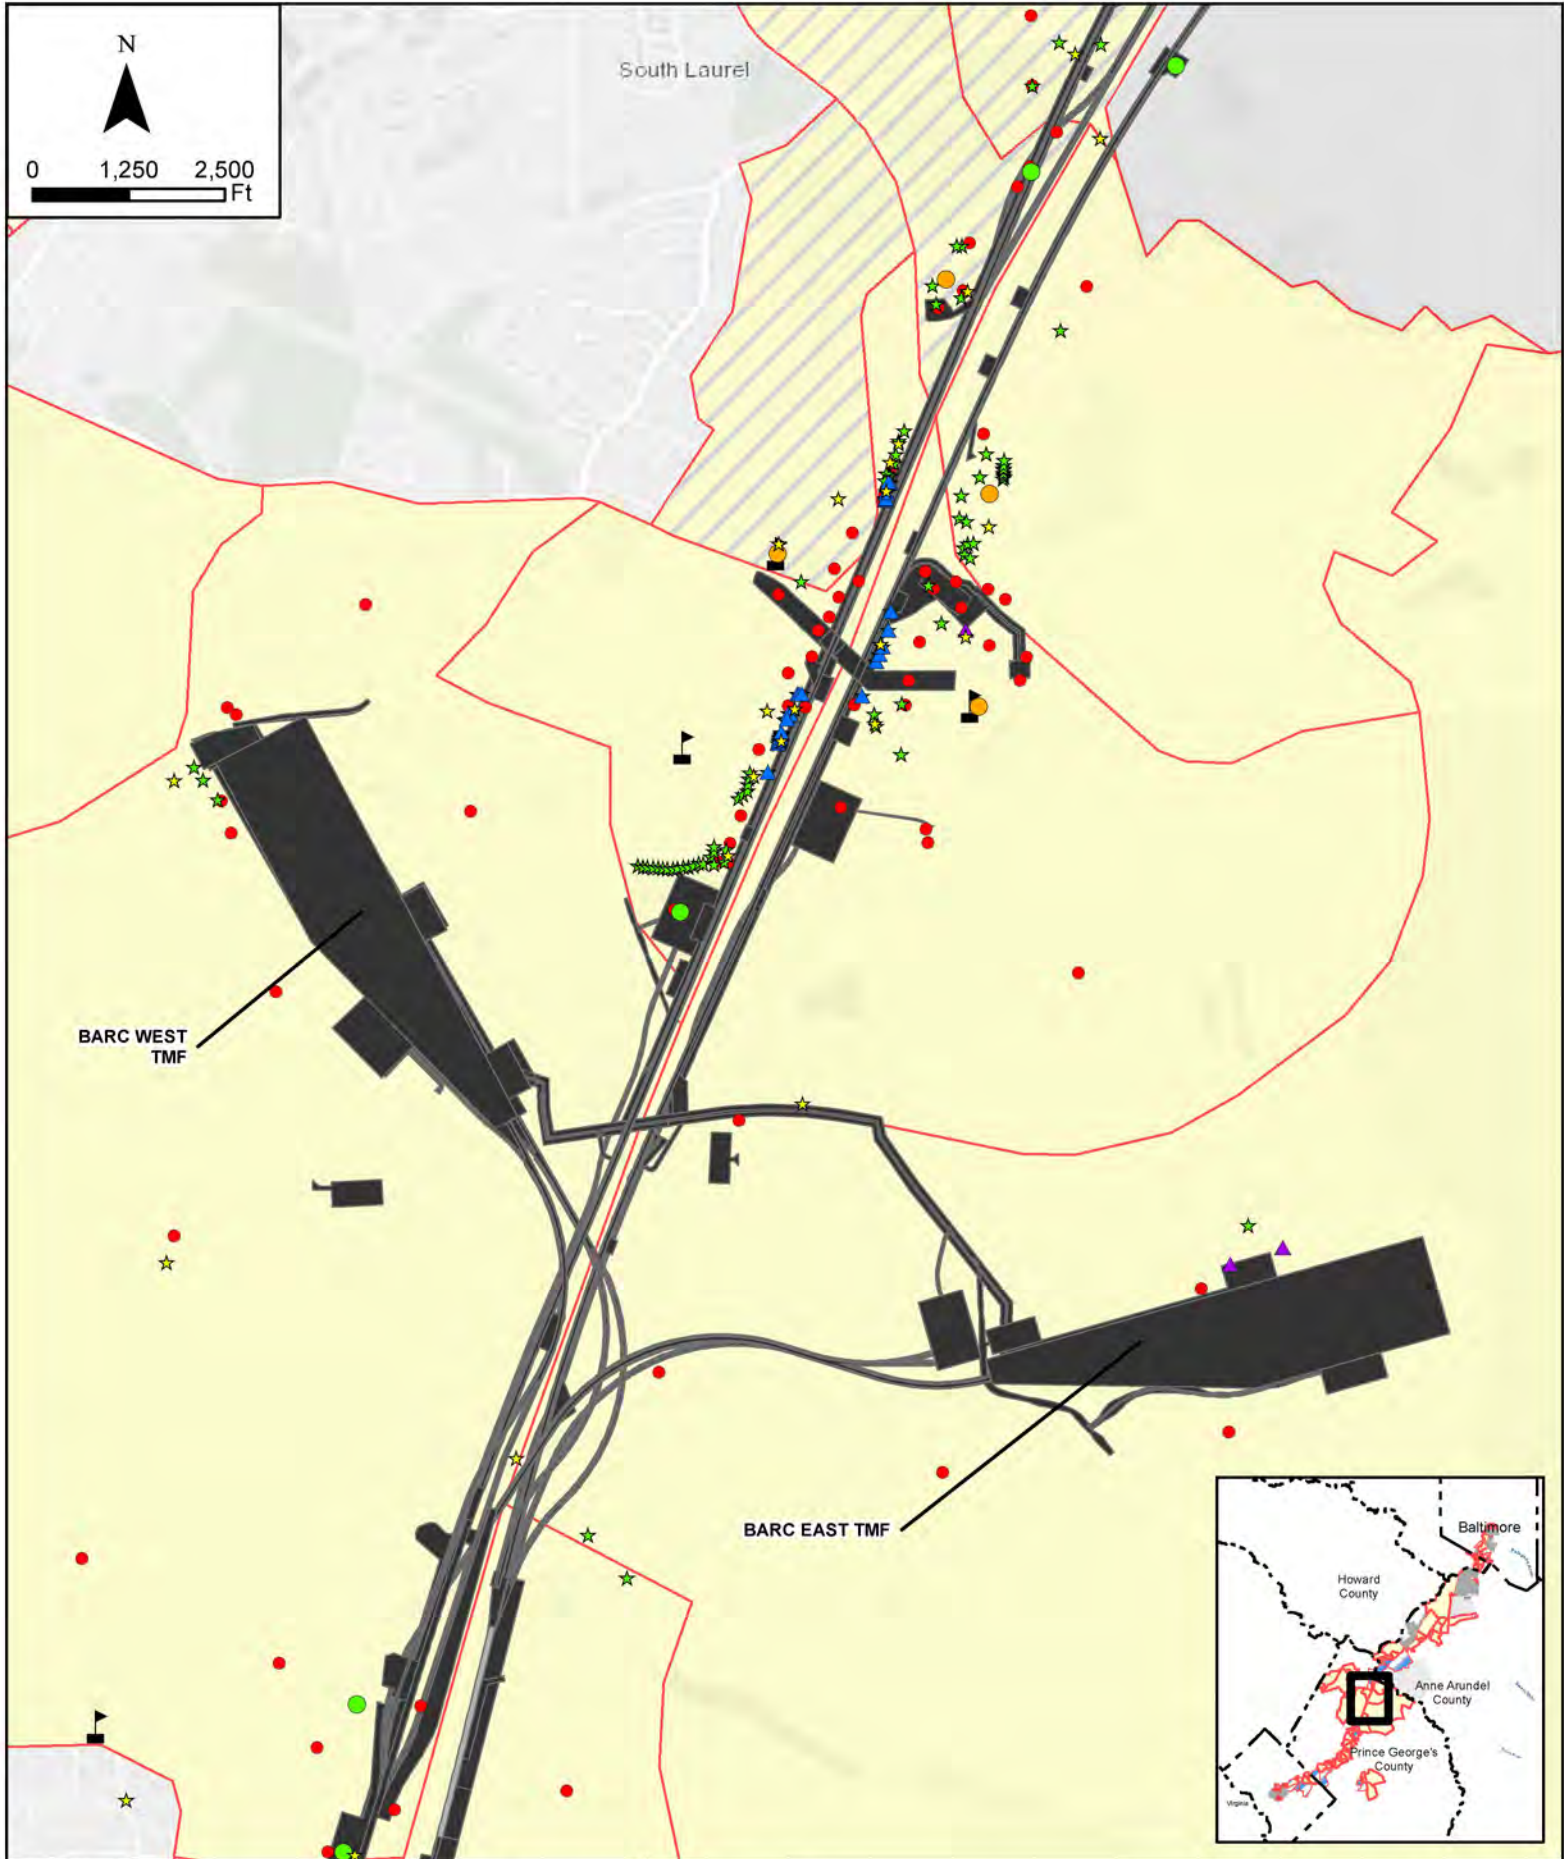 N
South Laurel
0 1,250 2,500
Ft
BARC WEST
TMF
BARC EAST TMF
Baltimore
Howard
County
Anne Arundel
County
Prince George's
County
Virginia